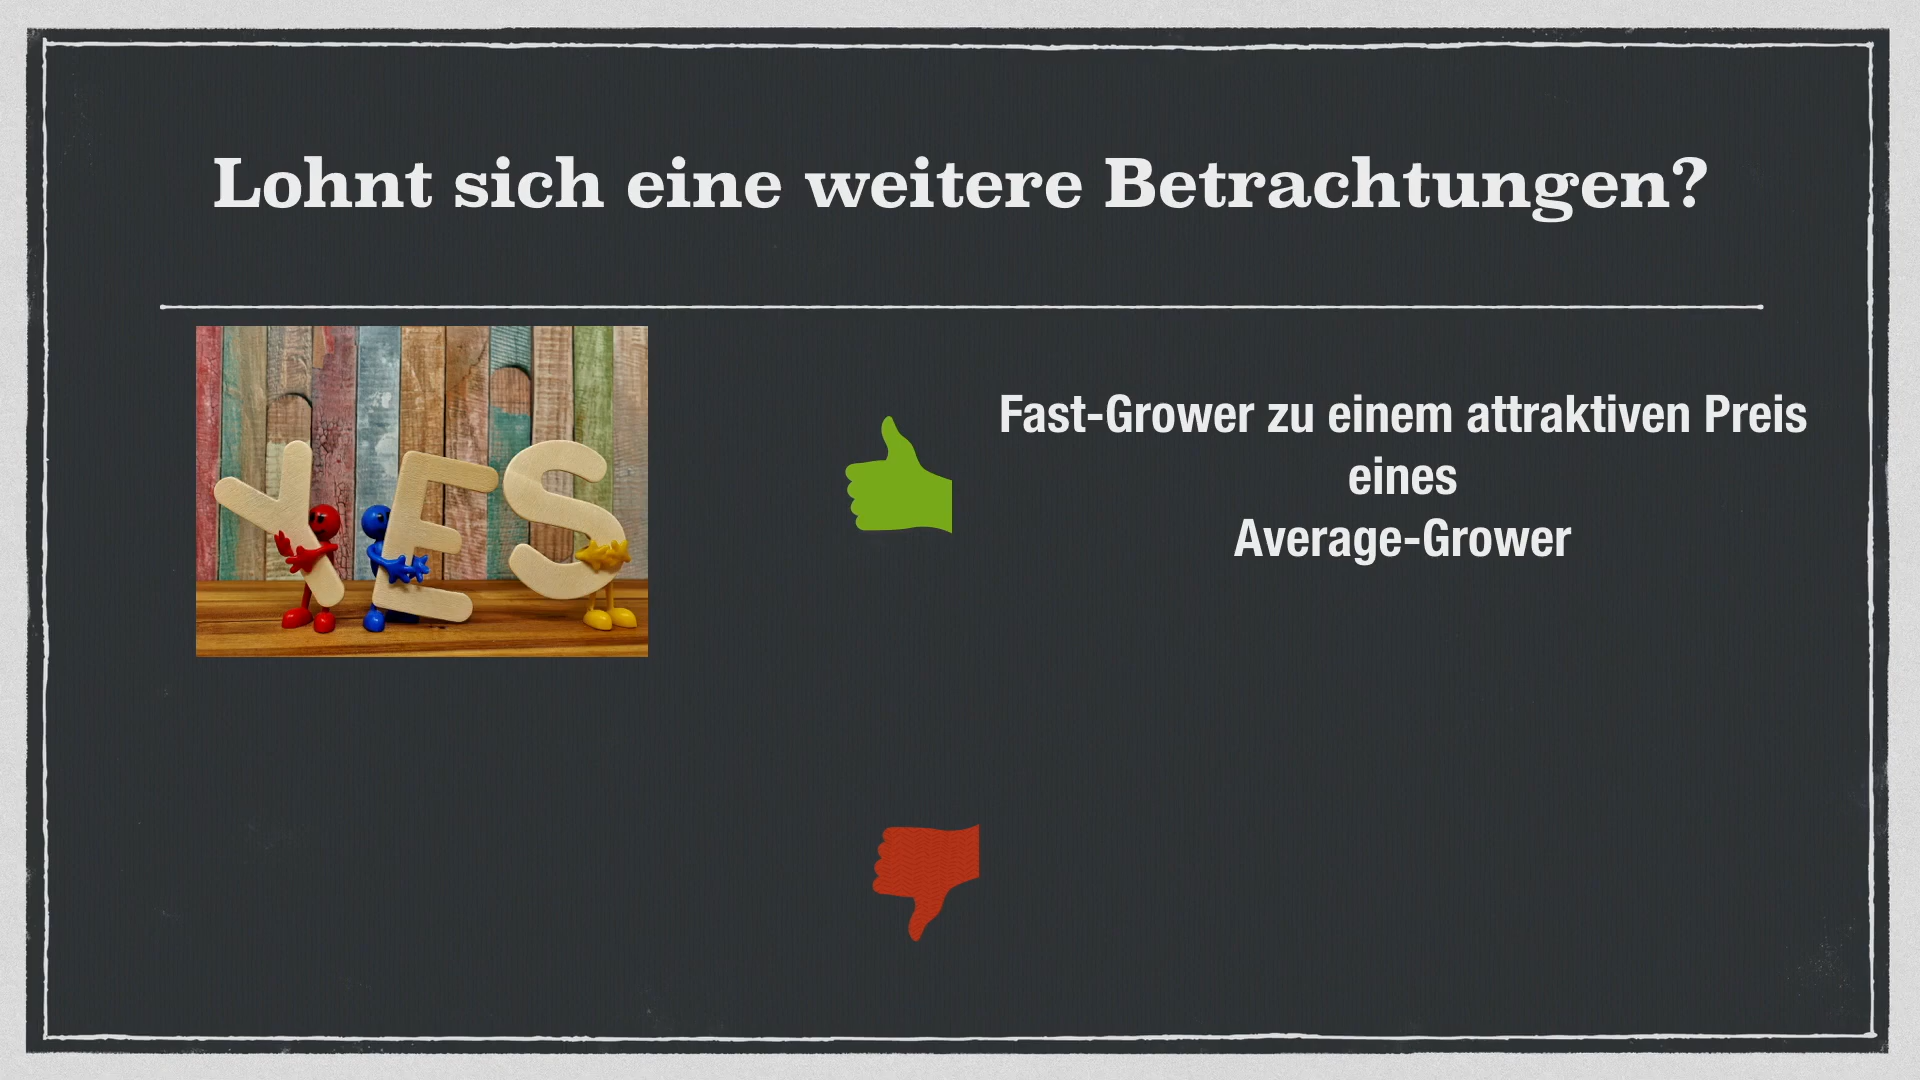 Lohnt sich eine weitere Betrachtungen?
YES
Fast-Grower zu einem attraktiven Preis
eines
Average-Grower